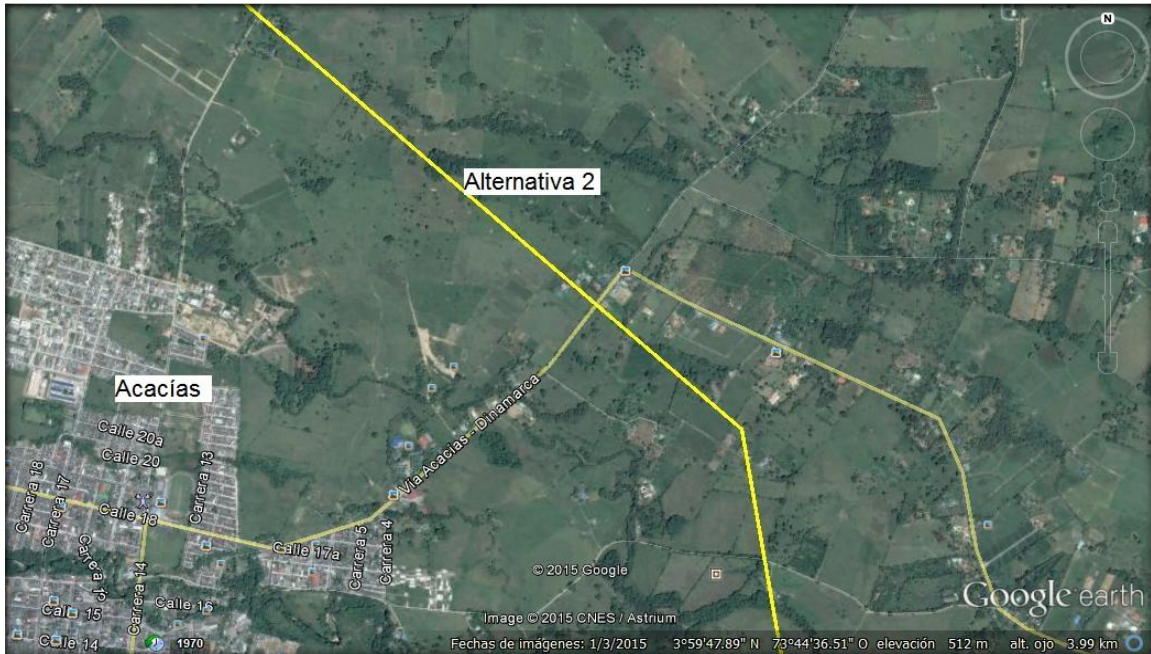 N
Alternativa 2
Acacías
Vía Acacías - Dinamarca
Calle 20a
Calle 20
Carrera 18
Carrera 17
Carrera 13
Calle 18
Calle 17a
Carrera 5
Carrera 4
Carrera 14
Calle 16
Calle 15
Calle 14
© 2015 Google
Image © 2015 CNES / Astrium
Google earth
1970
Fechas de imágenes: 1/3/2015 3°59'47.89" N 73°44'36.51" O elevación 512 m alt. ojo 3.99 km